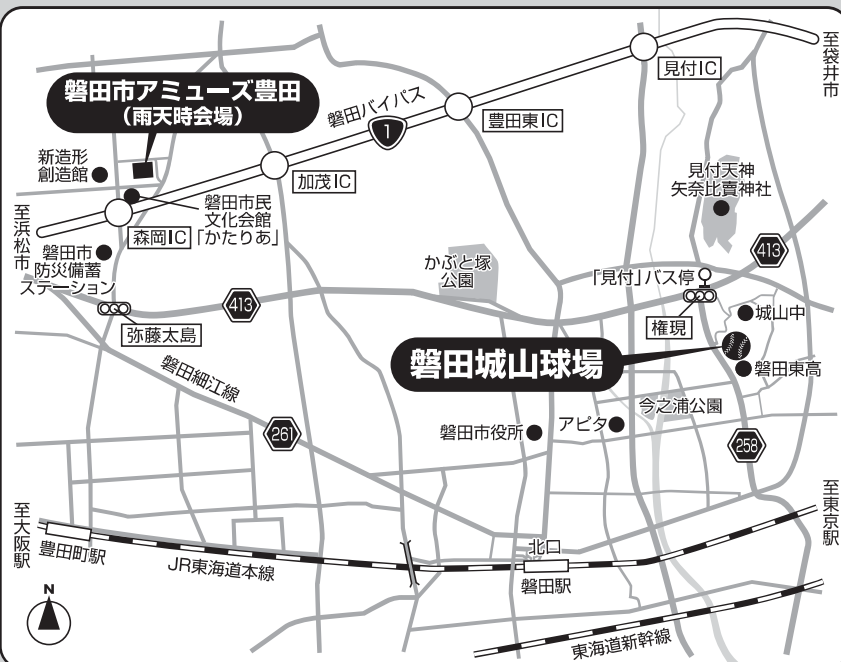 至袋井市
見付IC
磐田市アミューズ豊田
(雨天時会場)
磐田バイパス
1
豊田東IC
新造形
創造館
加茂IC
見付天神
矢奈比賣神社
磐田市民
文化会館
「かたりあ」
至浜松市
森岡IC
磐田市
防災備蓄
ステーション
かぶと塚
公園
413
「見付」バス停
413
弥藤太島
権現
城山中
磐田城山球場
磐田東高
磐田細江線
今之浦公園
261
磐田市役所
アピタ
258
至大阪駅
豊田町駅
JR東海道本線
北口
磐田駅
至東京駅
N
東海道新幹線